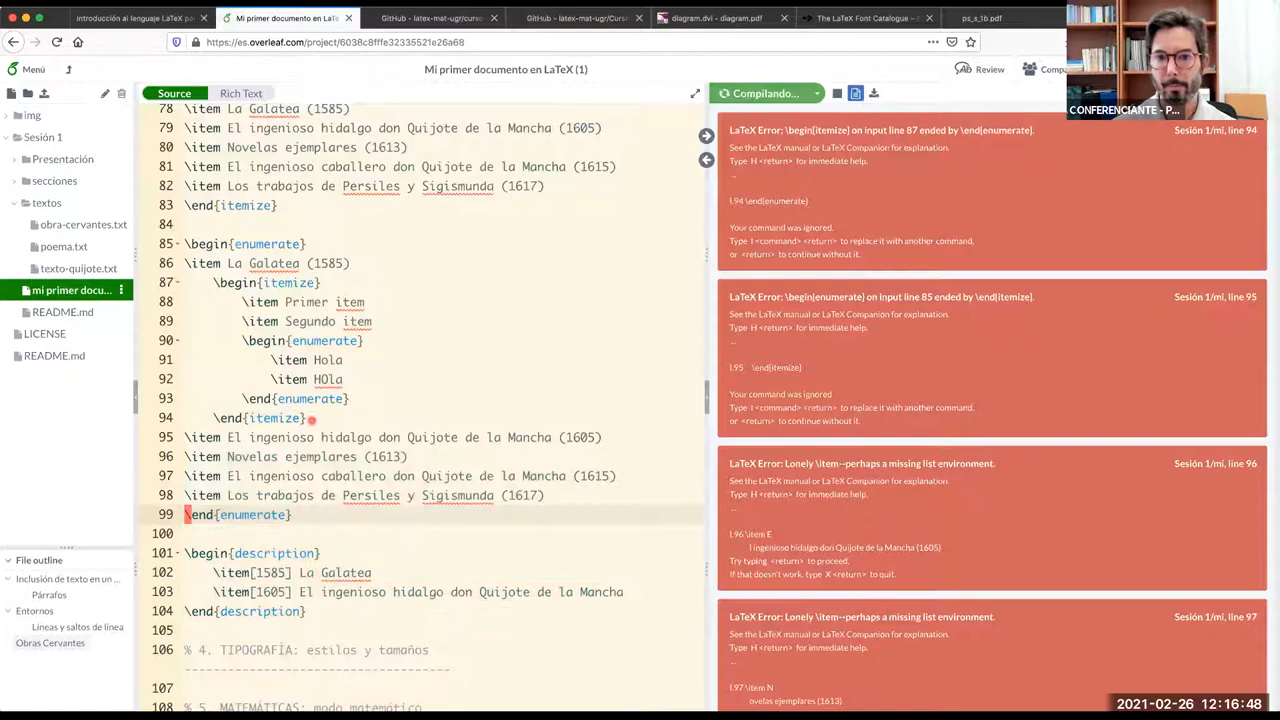 introducción al lenguaje LaTeX pa
Mi primer documento en LaTe
GitHub - latex-mat-ugr/curso
GitHub - latex-mat-ugr/Cursn
diagram.dvi - diagram.pdf
The LaTeX Font Catalogue –
ps_s_1b.pdf
https://es.overleaf.com/project/6038c8fffe32335521e26a68
Menú
Mi primer documento en LaTeX (1)
Review
CONFERENCIANTE - P...
Source
Rich Text
Compilando...
img
Sesión 1
Presentación
secciones
textos
obra-cervantes.txt
poema.txt
texto-quijote.txt
mi primer docu...
README.md
LICENSE
README.md
Inclusión de texto en un ...
Párrafos
Entornos
Lineas y saltos de línea
Obras Cervantes
78 \item La Galatea (1585)
79 \item El ingenioso hidalgo don Quijote de la Mancha (1605)
80 \item Novelas ejemplares (1613)
81 \item El ingenioso caballero don Quijote de la Mancha (1615)
82 \item Los trabajos de Persiles y Sigismunda (1617)
83 \end{itemize}
84
85 \begin{enumerate}
86 \item La Galatea (1585)
87 \begin{itemize}
88 \item Primer item
89 \item Segundo item
90 \begin{enumerate}
91 \item Hola
92 \item HOla
93 \end{enumerate}
94 \end{itemize}
95 \item El ingenioso hidalgo don Quijote de la Mancha (1605)
96 \item Novelas ejemplares (1613)
97 \item El ingenioso caballero don Quijote de la Mancha (1615)
98 \item Los trabajos de Persiles y Sigismunda (1617)
99 \end{enumerate}
100
101 \begin{description}
102 \item[1585] La Galatea
103 \item[1605] El ingenioso hidalgo don Quijote de la Mancha
104 \end{description}
105
106 % 4. TIPOGRAFÍA: estilos y tamaños
-------------------------------------
107
108 % 5. MATEMÁTICAS: modo matemático
LaTeX Error: \begin{itemize} on input line 87 ended by \end{enumerate}.
Sesión 1/mi, line 94
See the LaTeX manual or LaTeX Companion for explanation.
Type H <return> for immediate help.
...
l.94 \end{enumerate}
Your command was ignored.
Type I <command> <return> to replace it with another command,
or <return> to continue without it.
LaTeX Error: \begin{enumerate} on input line 85 ended by \end{itemize}.
Sesión 1/mi, line 95
See the LaTeX manual or LaTeX Companion for explanation.
Type H <return> for immediate help.
...
l.95 \end{itemize}
Your command was ignored
Type I <command> <return> to replace it with another command,
or <return> to continue without it.
LaTeX Error: Lonely \item--perhaps a missing list environment.
Sesión 1/mi, line 96
See the LaTeX manual or LaTeX Companion for explanation.
Type H <return> for immediate help.
...
l.96 \item E
l ingenioso hidalgo don Quijote de la Mancha (1605)
Try typing <return> to proceed.
If that doesn't work, type X <return> to quit.
LaTeX Error: Lonely \item--perhaps a missing list environment.
Sesión 1/mi, line 97
See the LaTeX manual or LaTeX Companion for explanation.
Type H <return> for immediate help.
...
l.97 \item N
ovelas ejemplares (1613)
2021-02-26 12:16:48